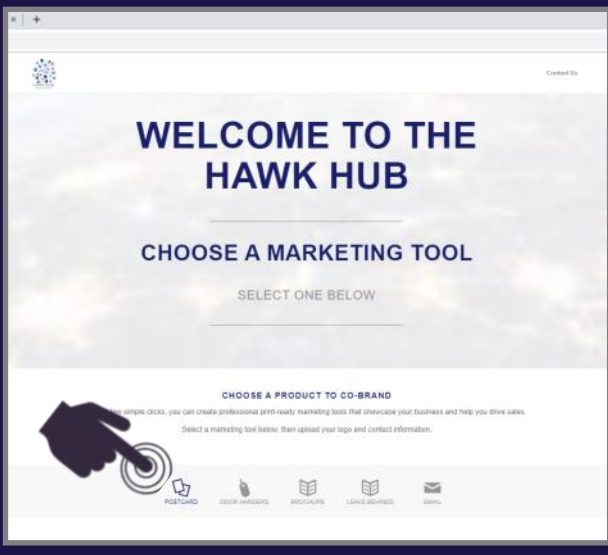 Contact Us
WELCOME TO THE
HAWK HUB
CHOOSE A MARKETING TOOL
SELECT ONE BELOW
CHOOSE A PRODUCT TO CO-BRAND
simple clicks, you can create professional print-ready marketing tools that showcase your business and help you drive sales.
Select a marketing tool below, then upload your logo and contact information.
POSTCARD DOOR HANGERS BROCHURE LEAVE BEHINDS EMAIL